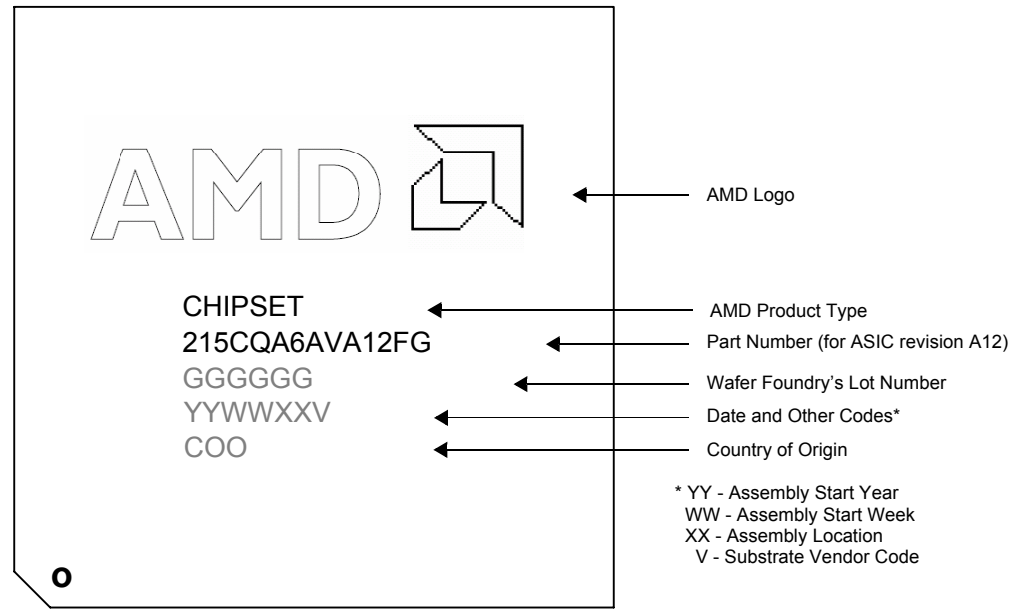 AMD
AMD Logo
CHIPSET
AMD Product Type
215CQA6AVA12FG
Part Number (for ASIC revision A12)
GGGGGG
Wafer Foundry's Lot Number
YYWWXXV
Date and Other Codes*
COO
Country of Origin
* YY - Assembly Start Year
WW - Assembly Start Week
XX - Assembly Location
V - Substrate Vendor Code
o